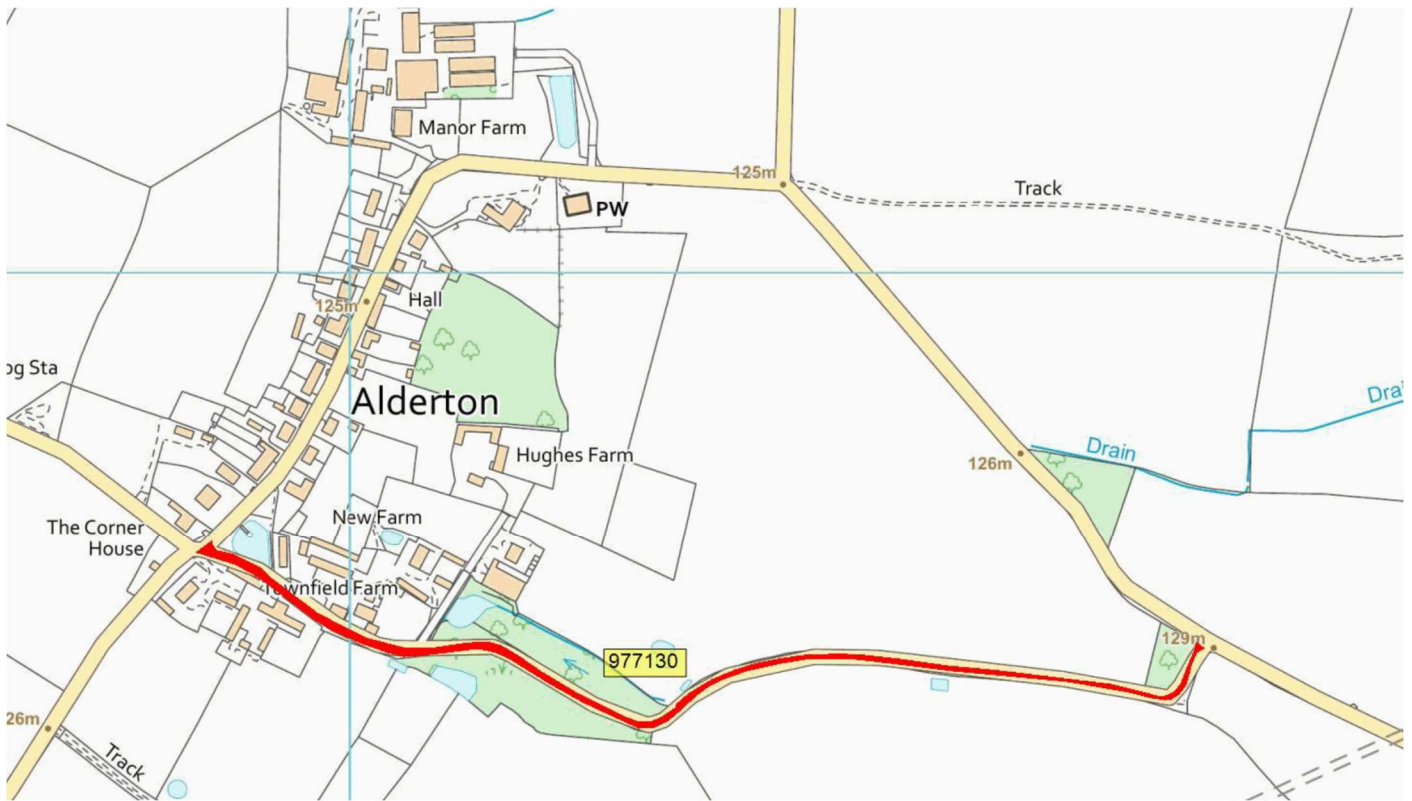 Manor Farm
125m
Track
PW
Hall
125m
og Sta
Alderton
Drain
Hughes Farm
Drain
126m
New Farm
The Corner
House
Townfield Farm
129m
977130
26m
Track